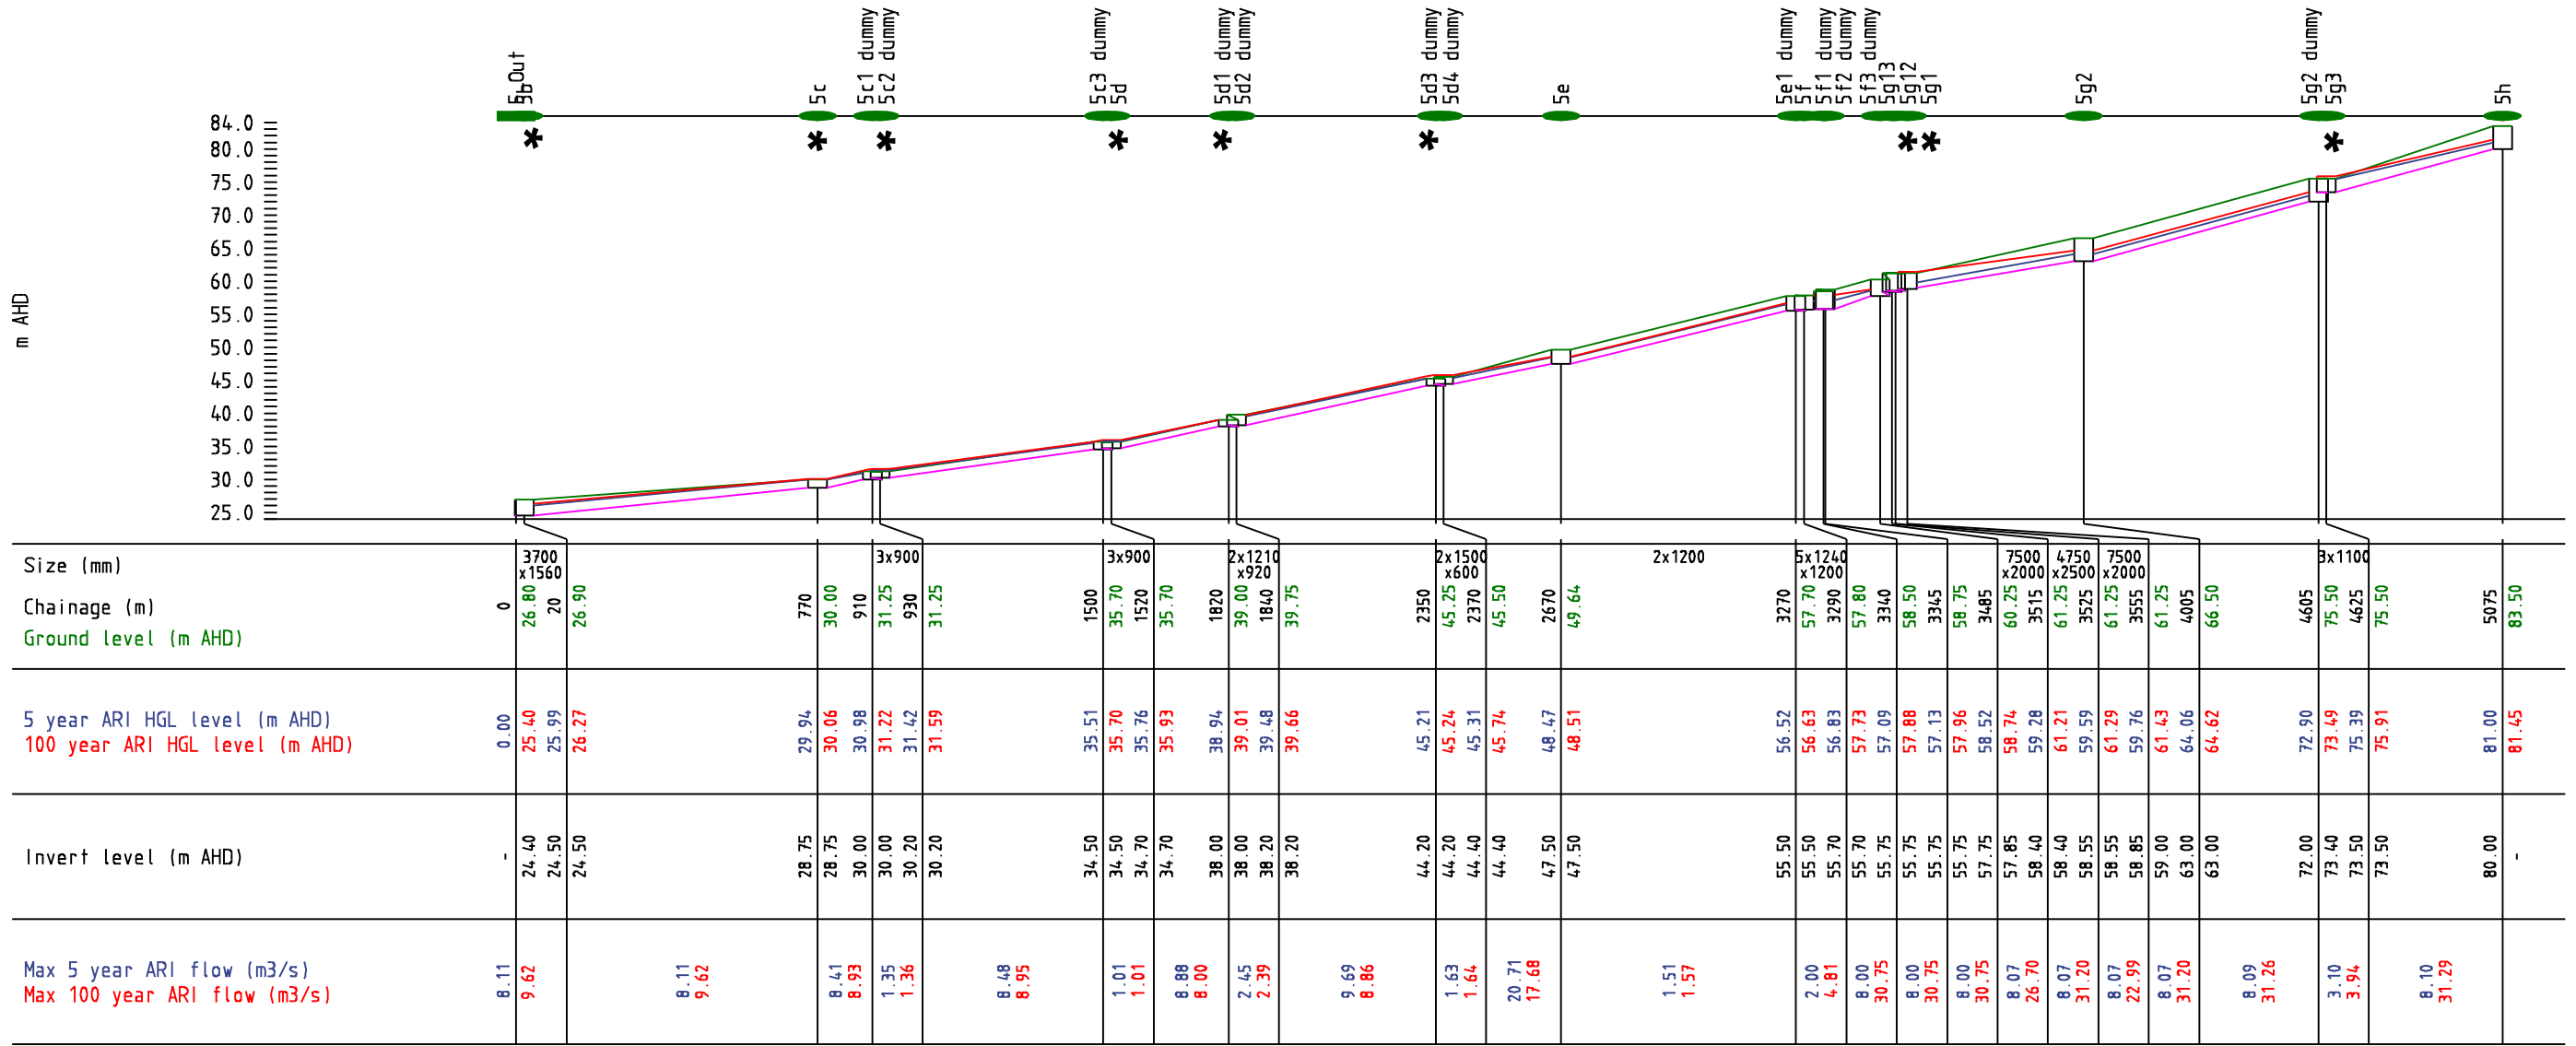 5 Out
5b
5c
5c1 dummy
5c2 dummy
5c3 dummy
5d
5d1 dummy
5d2 dummy
5d3 dummy
5d4 dummy
5e
5e1 dummy
5f
5f1 dummy
5f2 dummy
5f3 dummy
5g13
5g12
5g1
5g2
5g2 dummy
5g3
5h
* * * * * * * * *
m AHD
84.0
80.0
75.0
70.0
65.0
60.0
55.0
50.0
45.0
40.0
35.0
30.0
25.0
Size (mm)
3700 x1560
3x900
3x900
2x1210 x920
2x1500 x600
2x1200
5x1240 x1200
7500 x2000
4750 x2500
7500 x2000
3x1100
Chainage (m)
Ground level (m AHD)
0 26.80 20 26.90 770 30.00 910 31.25 930 31.25 1500 35.70 1520 35.70 1820 39.00 1840 39.75 2350 45.25 2370 45.50 2670 49.64 3270 57.70 3290 57.80 3340 58.50 3345 58.75 3485 60.25 3515 61.25 3525 61.25 3555 61.25 4005 66.50 4605 75.50 4625 75.50 5075 83.50
5 year ARI HGL level (m AHD)
100 year ARI HGL level (m AHD)
0.00 25.40 25.99 26.27 29.94 30.06 30.98 31.22 31.42 31.59 35.51 35.70 35.76 35.93 38.94 39.01 39.48 39.66 45.21 45.24 45.31 45.74 48.47 48.51 56.52 56.63 56.83 57.73 57.09 57.88 57.13 57.96 58.52 58.74 59.28 61.21 59.59 61.29 59.76 61.43 64.06 64.62 72.90 73.49 75.39 75.91 81.00 81.45
Invert level (m AHD)
- 24.40 24.50 24.50 28.75 28.75 30.00 30.00 30.20 30.20 34.50 34.50 34.70 34.70 38.00 38.00 38.20 38.20 44.20 44.20 44.40 44.40 47.50 47.50 55.50 55.50 55.70 55.70 55.75 55.75 55.75 55.75 57.75 57.85 58.40 58.40 58.55 58.55 58.85 59.00 63.00 63.00 72.00 73.40 73.50 73.50 80.00 -
Max 5 year ARI flow (m3/s)
Max 100 year ARI flow (m3/s)
8.11 9.62 8.11 9.62 8.41 8.93 1.35 1.36 8.48 8.95 1.01 1.01 8.88 8.00 2.45 2.39 9.69 8.86 1.63 1.64 20.71 17.68 1.51 1.57 2.00 4.81 8.00 30.75 8.00 30.75 8.00 30.75 8.07 26.70 8.07 31.20 8.07 22.99 8.07 31.20 8.09 31.26 3.10 3.94 8.10 31.29